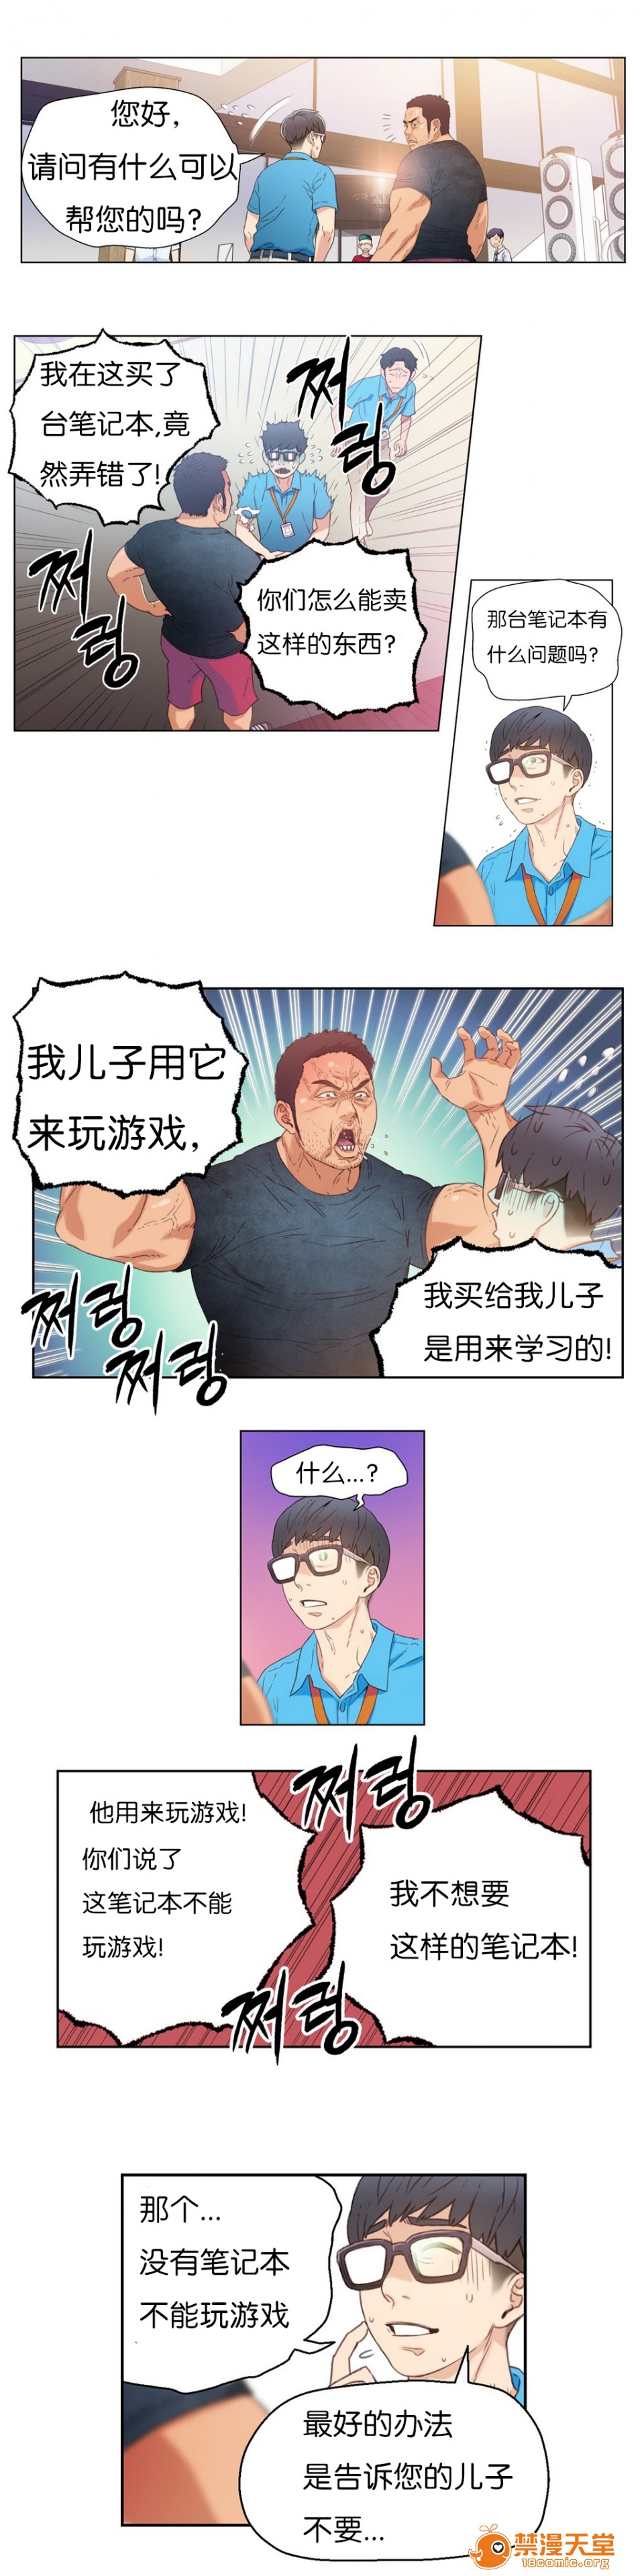 您好,
请问有什么可以
帮您的吗?
我在这买了
台笔记本,竟
然弄错了!
쩌렁
쩌렁
你们怎么能卖
这样的东西?
那台笔记本有
什么问题吗?
我儿子用它
来玩游戏,
쩌렁
쩌렁
我买给我儿子
是用来学习的!
什么...?
쩌렁
他用来玩游戏!
你们说了
这笔记本不能
玩游戏!
我不想要
这样的笔记本!
쩌렁
那个...
没有笔记本
不能玩游戏
最好的办法
是告诉您的儿子
不要...
禁漫天堂
18comic.org